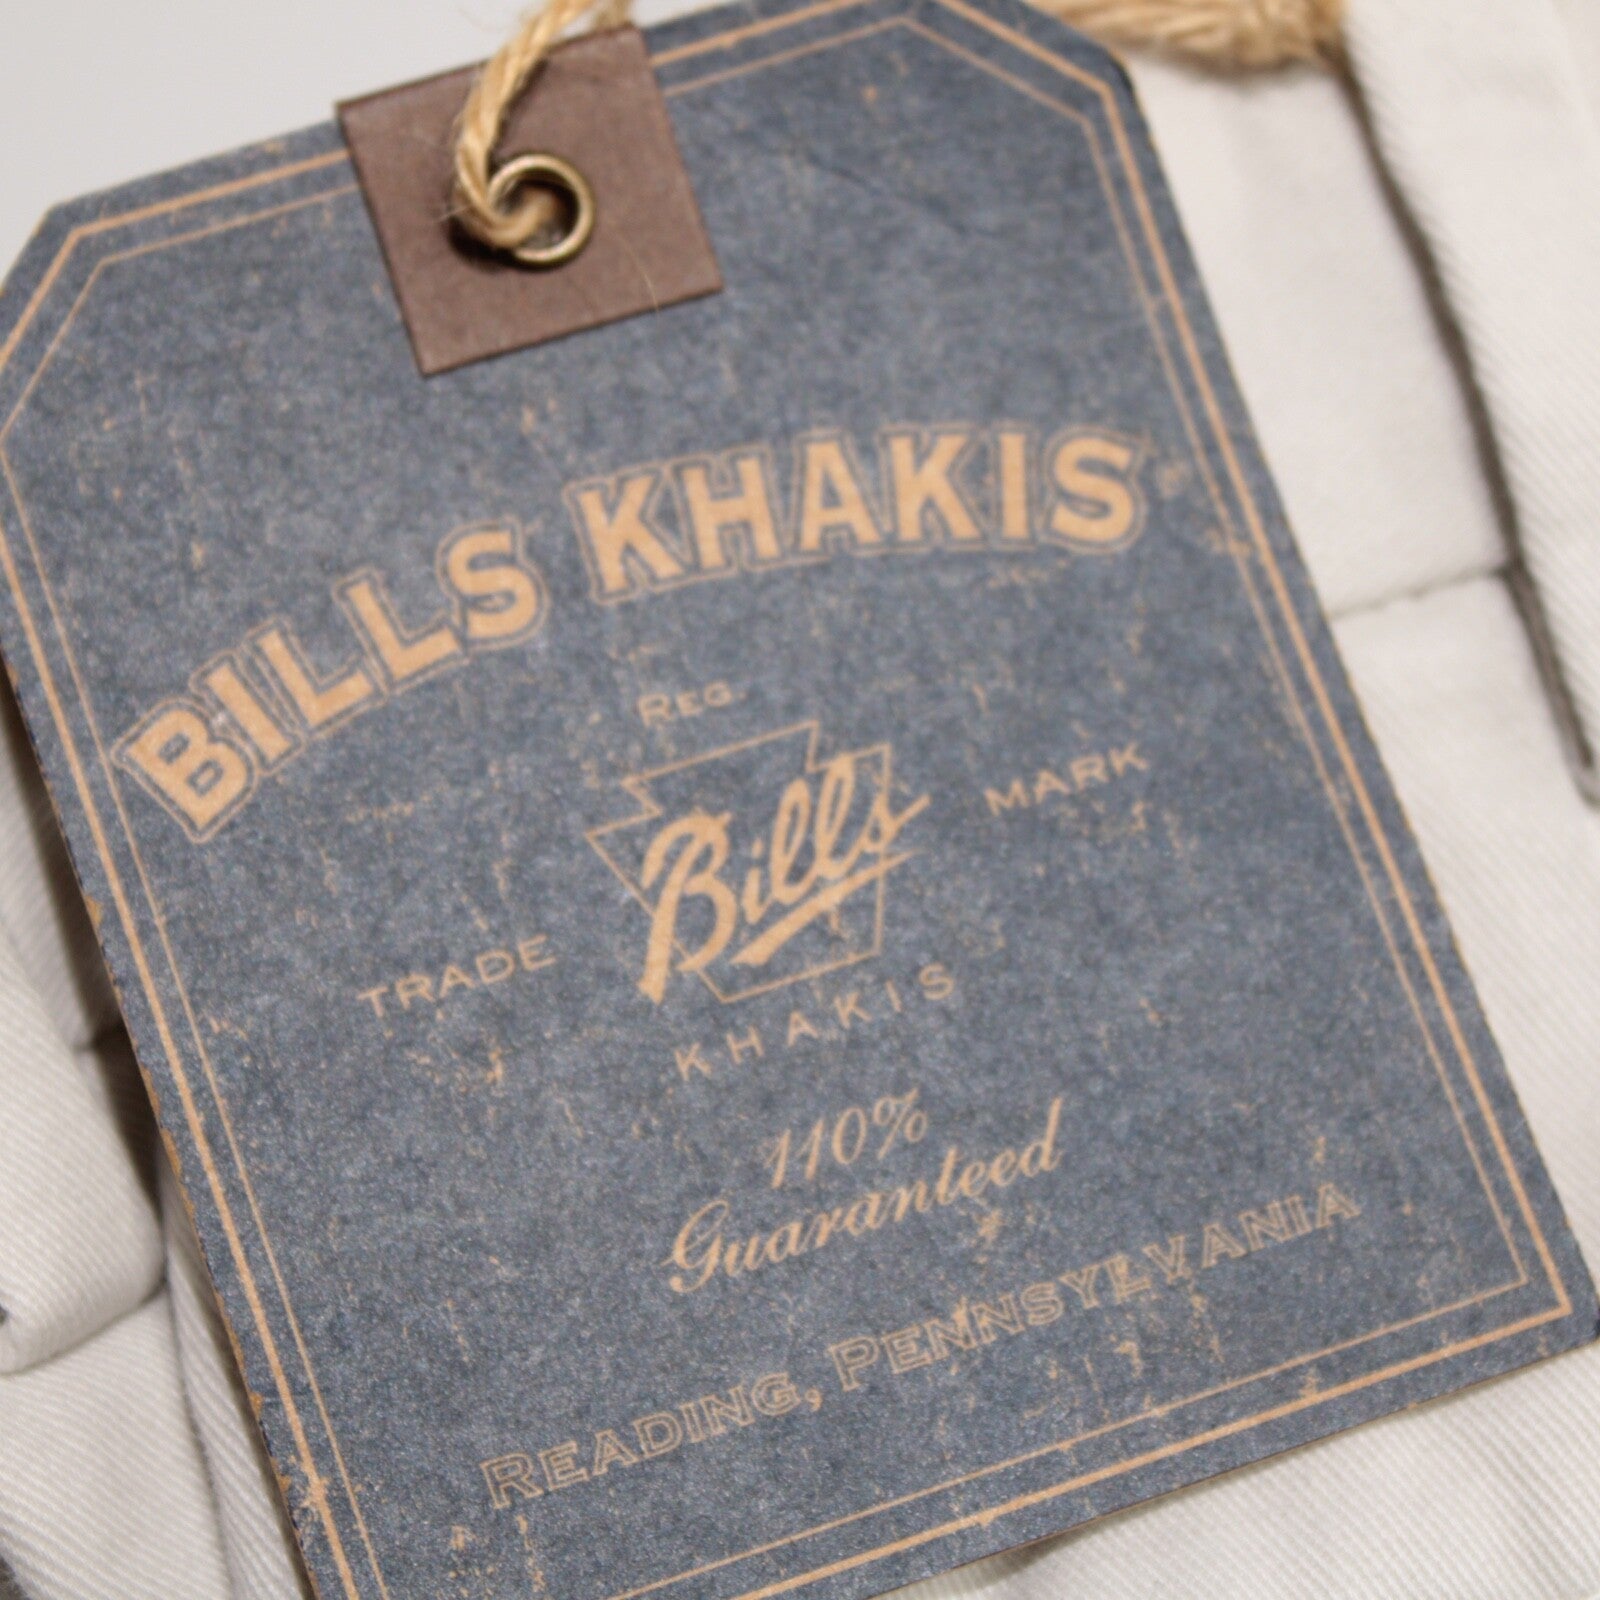 BILLS KHAKIS
REG.
TRADE Bills MARK
KHAKIS
110%
Guaranteed
READING, PENNSYLVANIA